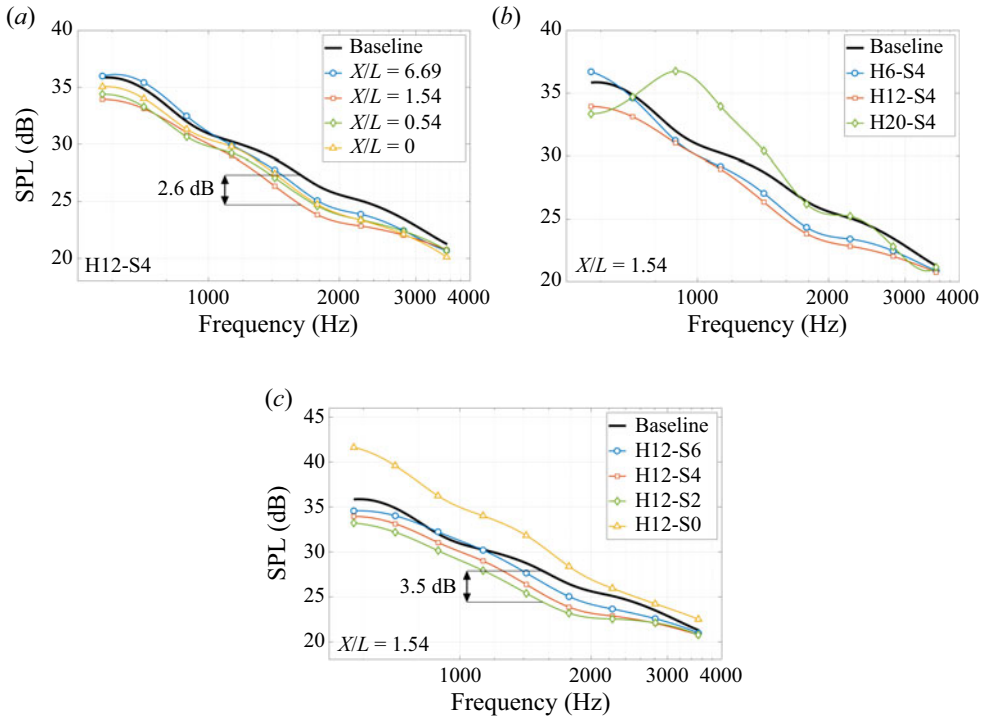 (a)
40
35
30
25
20
SPL (dB)
Baseline
X/L = 6.69
X/L = 1.54
X/L = 0.54
X/L = 0
2.6 dB
H12-S4
1000
2000
3000
4000
Frequency (Hz)
(b)
40
35
30
25
20
Baseline
H6-S4
H12-S4
H20-S4
X/L = 1.54
1000
2000
3000
4000
Frequency (Hz)
(c)
45
40
35
30
25
20
SPL (dB)
Baseline
H12-S6
H12-S4
H12-S2
H12-S0
3.5 dB
X/L = 1.54
1000
2000
3000
4000
Frequency (Hz)